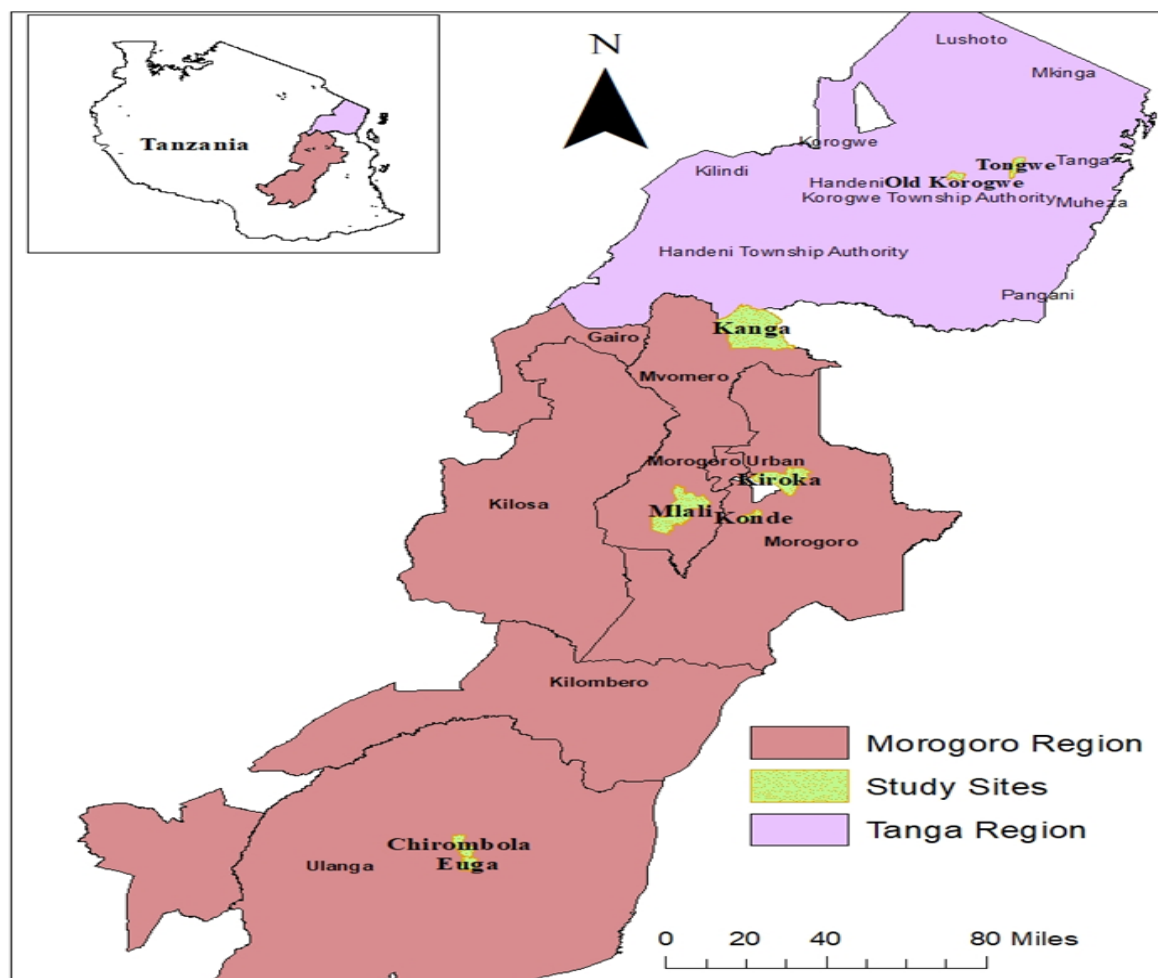 N
Tanzania
Lushoto
Mkinga
Korogwe
Kilindi
Tongwe
Tanga
Handeni
Old Korogwe
Korogwe Township Authority
Muheza
Handeni Township Authority
Pangani
Kanga
Gairo
Mvomero
Morogoro Urban
Kiroka
Kilosa
Mlali
Konde
Morogoro
Kilombero
Morogoro Region
Study Sites
Tanga Region
Chirombola
Ulanga
Euga
0 20 40 80 Miles